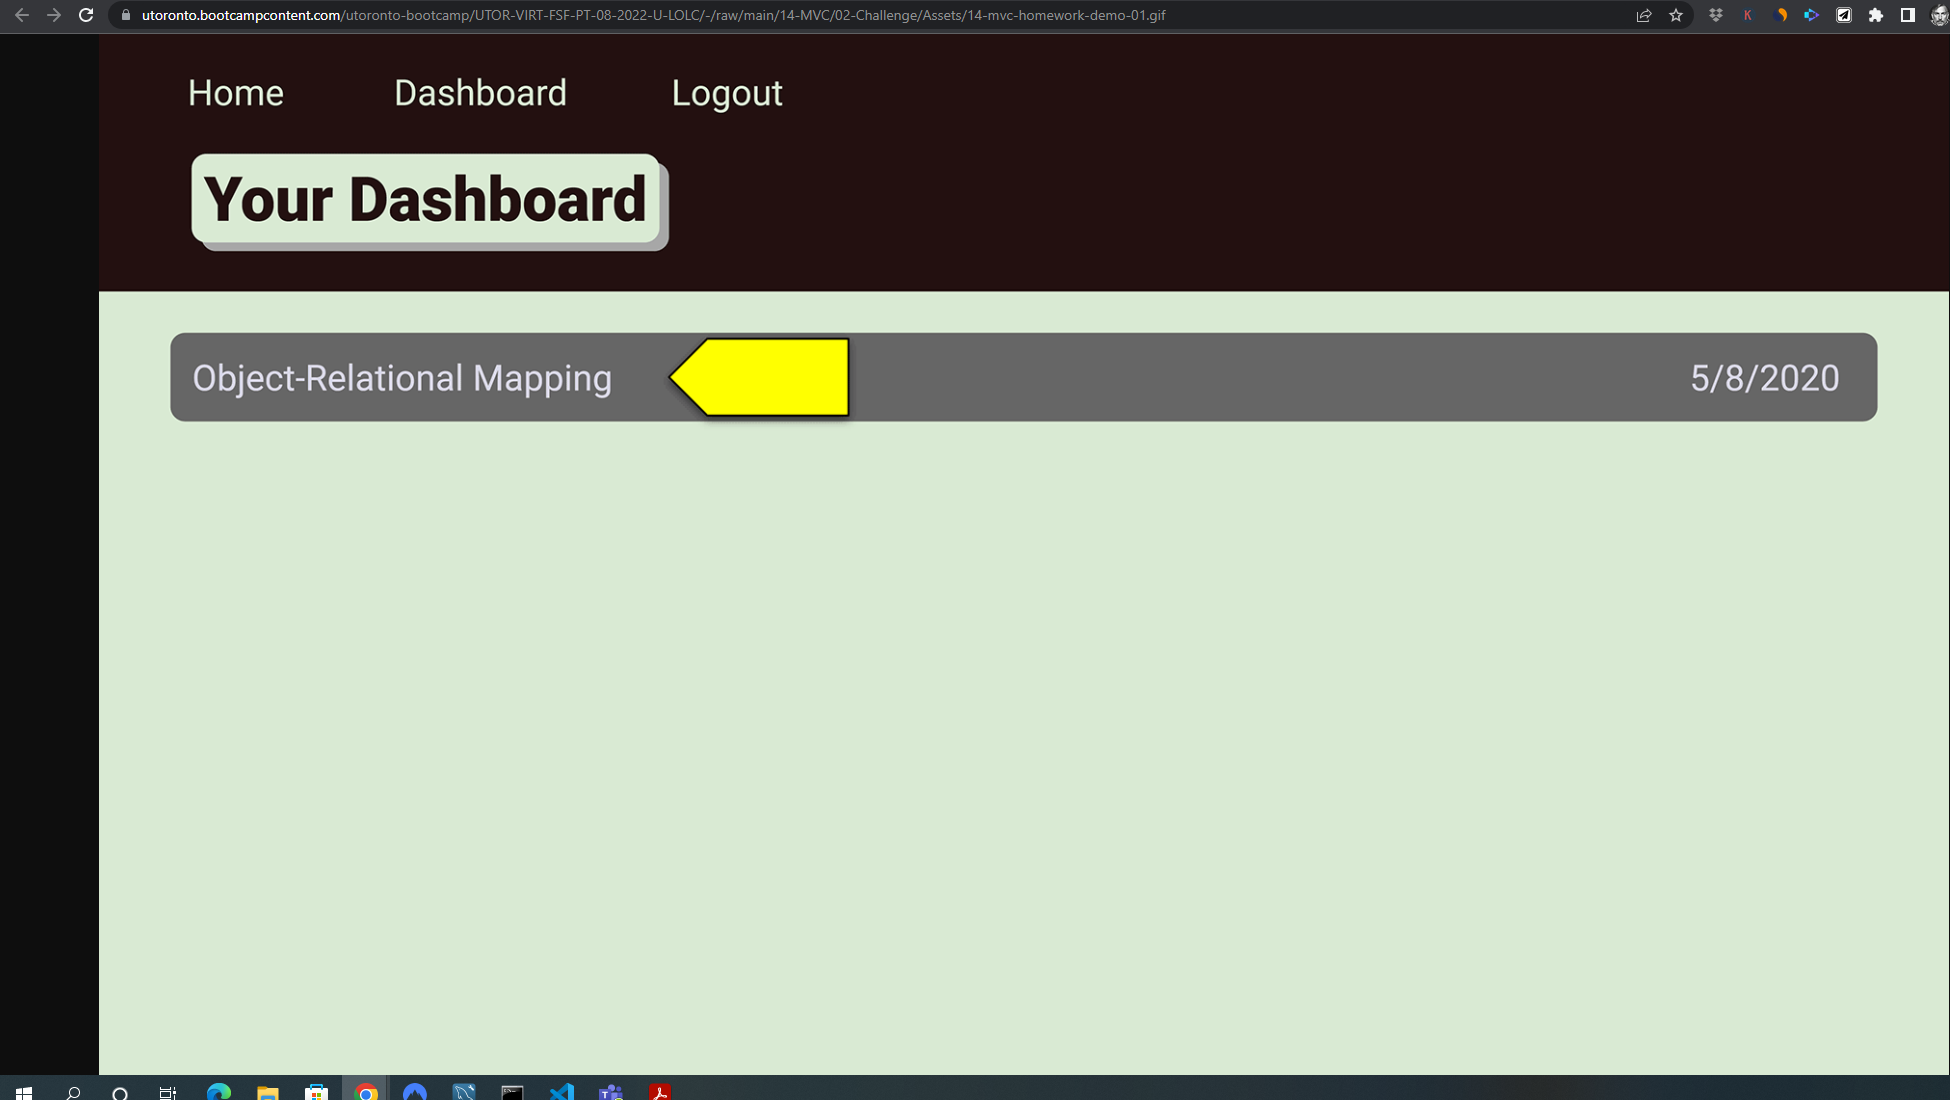 utoronto.bootcampcontent.com/utoronto-bootcamp/UTOR-VIRT-FSF-PT-08-2022-U-LOLC/-/raw/main/14-MVC/02-Challenge/Assets/14-mvc-homework-demo-01.gif
Home Dashboard Logout
Your Dashboard
Object-Relational Mapping 5/8/2020